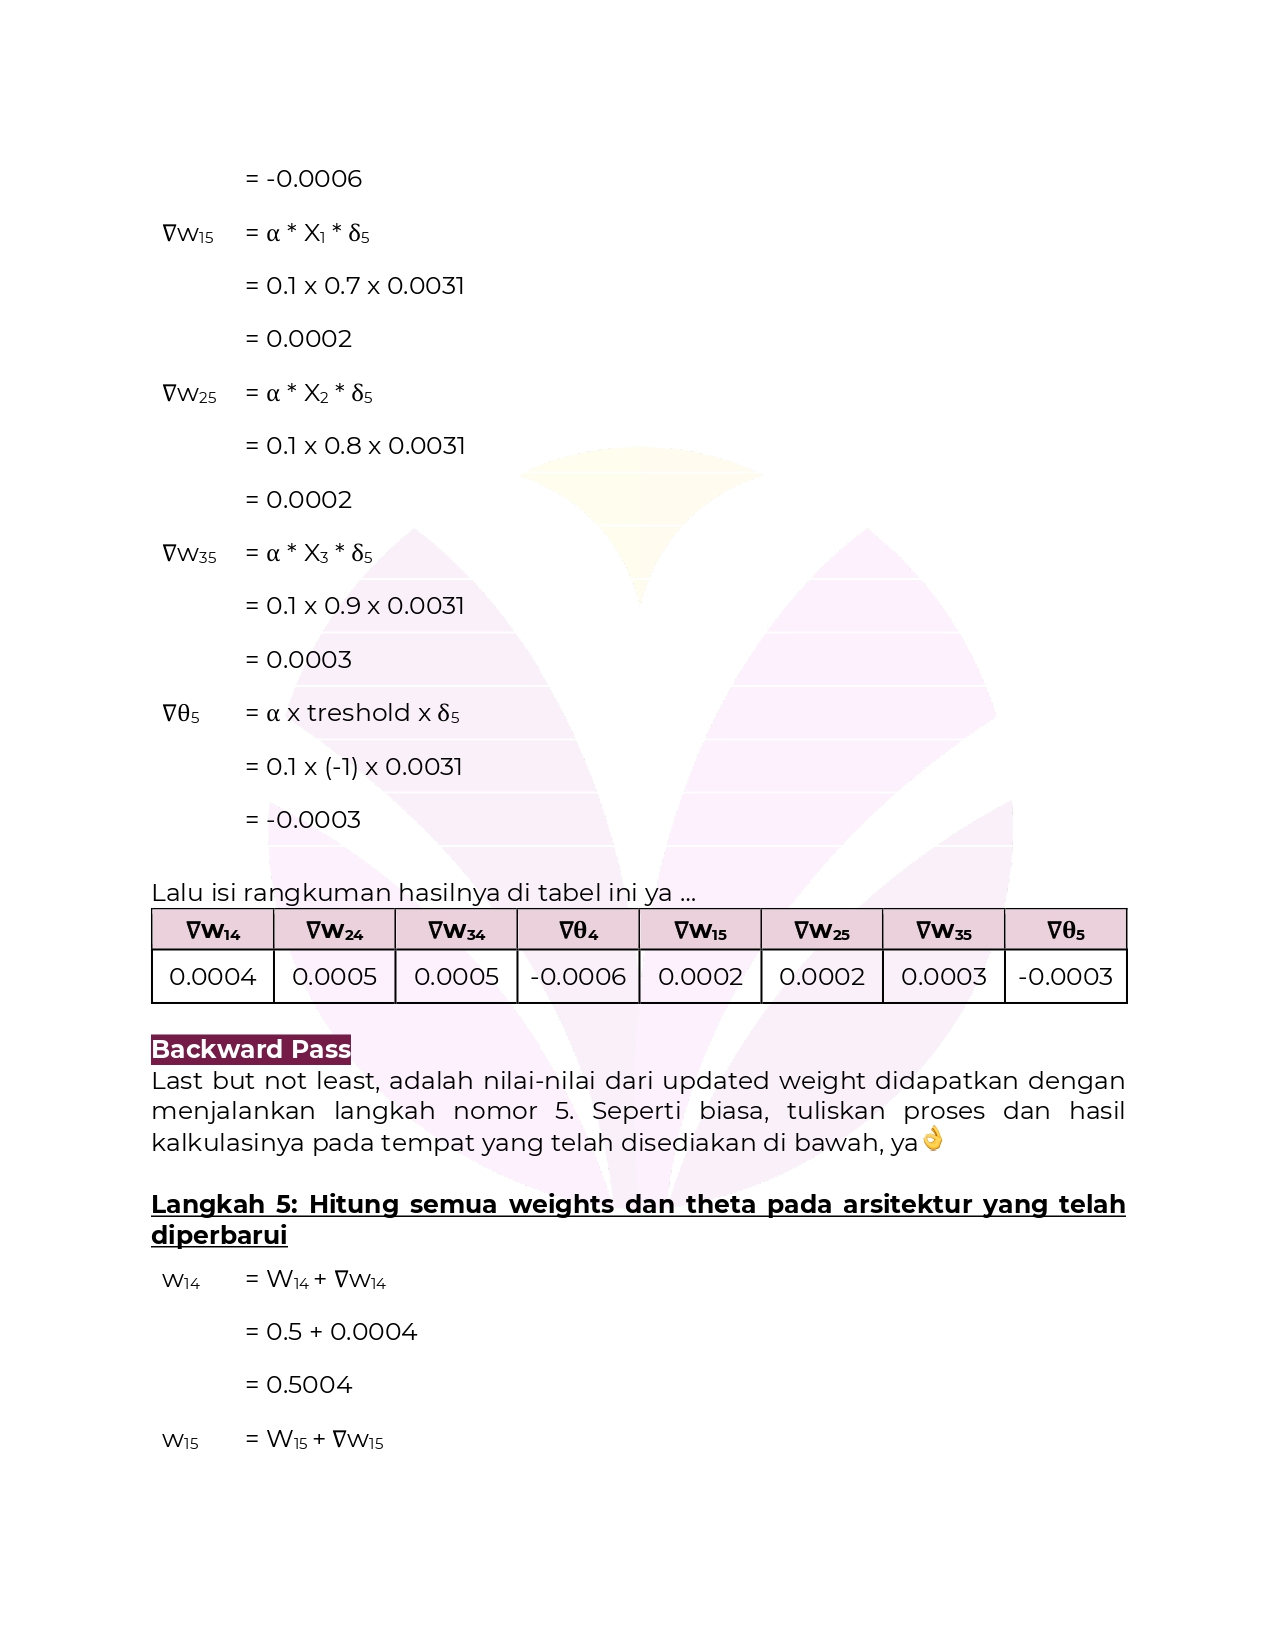 = -0.0006
∇w₁₅ = α * X₁ * δ₅
= 0.1 x 0.7 x 0.0031
= 0.0002
∇w₂₅ = α * X₂ * δ₅
= 0.1 x 0.8 x 0.0031
= 0.0002
∇w₃₅ = α * X₃ * δ₅
= 0.1 x 0.9 x 0.0031
= 0.0003
∇θ₅ = α x treshold x δ₅
= 0.1 x (-1) x 0.0031
= -0.0003
Lalu isi rangkuman hasilnya di tabel ini ya ...
∇w₁₄ ∇w₂₄ ∇w₃₄ ∇θ₄ ∇w₁₅ ∇w₂₅ ∇w₃₅ ∇θ₅
0.0004 0.0005 0.0005 -0.0006 0.0002 0.0002 0.0003 -0.0003
Backward Pass
Last but not least, adalah nilai-nilai dari updated weight didapatkan dengan
menjalankan langkah nomor 5. Seperti biasa, tuliskan proses dan hasil
kalkulasinya pada tempat yang telah disediakan di bawah, ya👌
Langkah 5: Hitung semua weights dan theta pada arsitektur yang telah
diperbarui
w₁₄ = W₁₄ + ∇w₁₄
= 0.5 + 0.0004
= 0.5004
w₁₅ = W₁₅ + ∇w₁₅